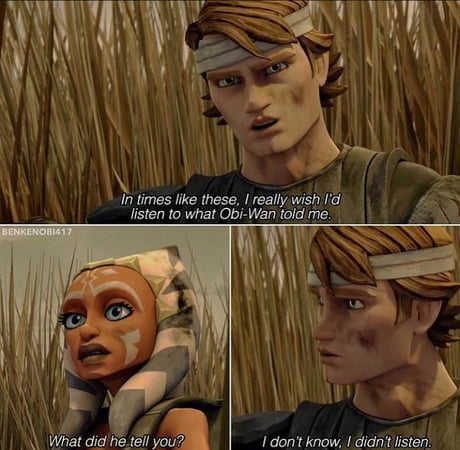 In times like these, I really wish I'd
listen to what Obi-Wan told me.
BENKENOBI417
What did he tell you?
I don't know, I didn't listen.